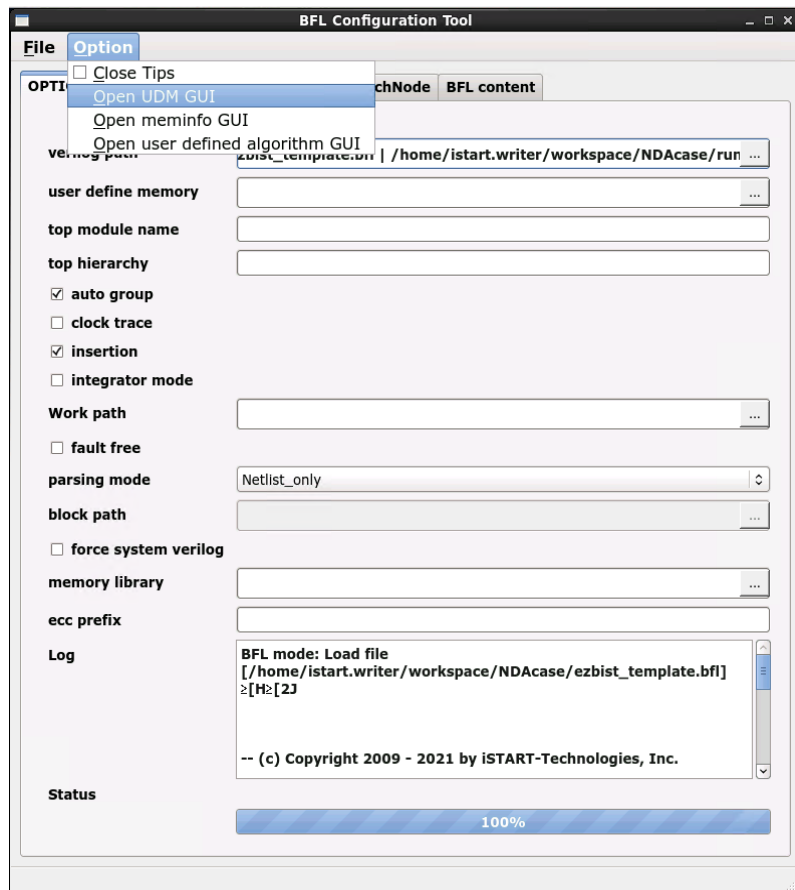 BFL Configuration Tool
File Option
Close Tips
Open UDM GUI
Open meminfo GUI
Open user defined algorithm GUI
BFL content
| /home/istart.writer/workspace/NDAcase/run ...
user define memory ...
top module name
top hierarchy
auto group
clock trace
insertion
integrator mode
Work path ...
fault free
parsing mode Netlist_only
block path ...
force system verilog
memory library ...
ecc prefix
Log BFL mode: Load file
[/home/istart.writer/workspace/NDAcase/ezbist_template.bfl]
≥[H≥[2J
-- (c) Copyright 2009 - 2021 by iSTART-Technologies, Inc.
Status
100%